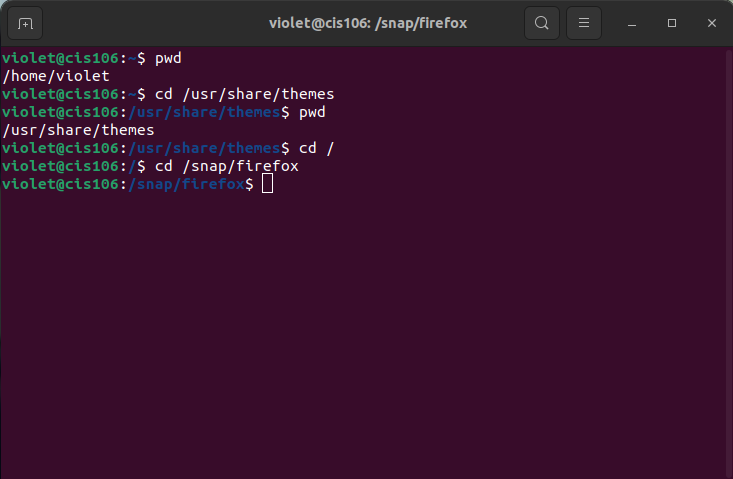 violet@cis106: /snap/firefox
violet@cis106:~$ pwd
/home/violet
violet@cis106:~$ cd /usr/share/themes
violet@cis106:/usr/share/themes$ pwd
/usr/share/themes
violet@cis106:/usr/share/themes$ cd /
violet@cis106:/$ cd /snap/firefox
violet@cis106:/snap/firefox$